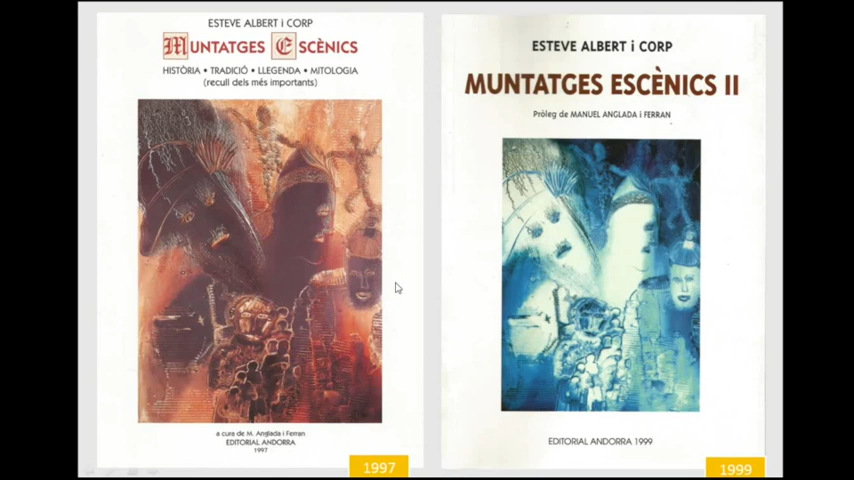 ESTEVE ALBERT i CORP
MUNTATGES ESCÈNICS
HISTÒRIA • TRADICIÓ • LLEGENDA • MITOLOGIA
(recull dels més importants)
a cura de M. Anglada i Ferran
EDITORIAL ANDORRA
1997
1997
ESTEVE ALBERT i CORP
MUNTATGES ESCÈNICS II
Pròleg de MANUEL ANGLADA i FERRAN
EDITORIAL ANDORRA 1999
1999